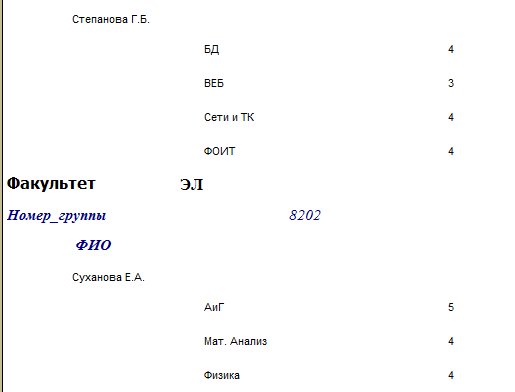 Степанова Г.Б.
БД 4
ВЕБ 3
Сети и ТК 4
ФОИТ 4
Факультет ЭЛ
Номер_группы 8202
ФИО
Суханова Е.А.
АиГ 5
Мат. Анализ 4
Физика 4